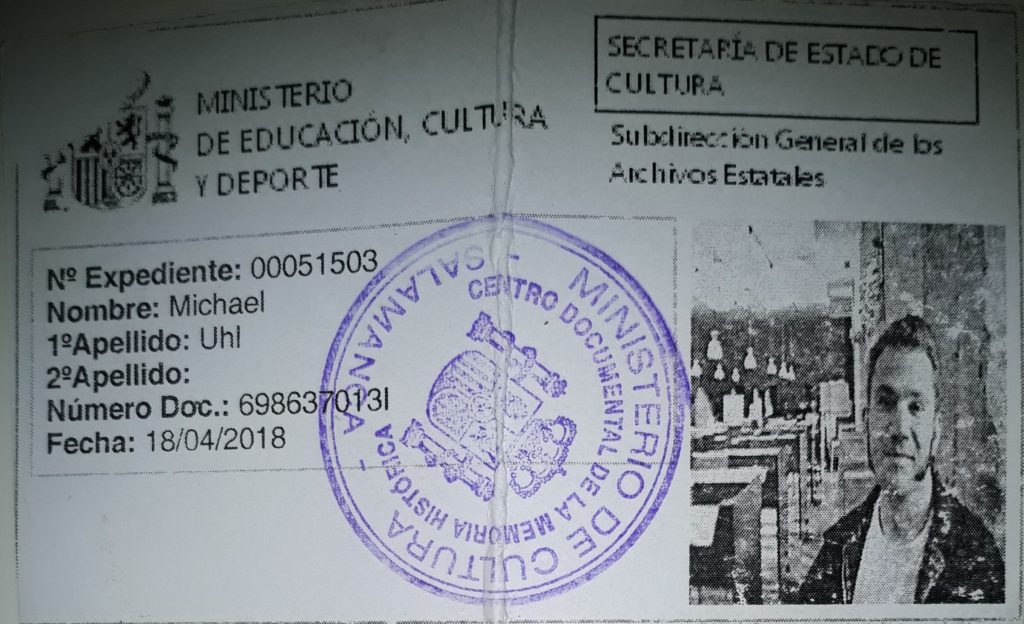 MINISTERIO
DE EDUCACIÓN, CULTURA
Y DEPORTE
SECRETARÍA DE ESTADO DE
CULTURA
Subdirección General de los
Archivos Estatales
Nº Expediente: 00051503
Nombre: Michael
1ºApellido: Uhl
2ºApellido:
Número Doc.: 698637013I
Fecha: 18/04/2018
MINISTERIO DE CULTURA
- SALAMANCA -
CENTRO DOCUMENTAL DE LA MEMORIA HISTÓRICA